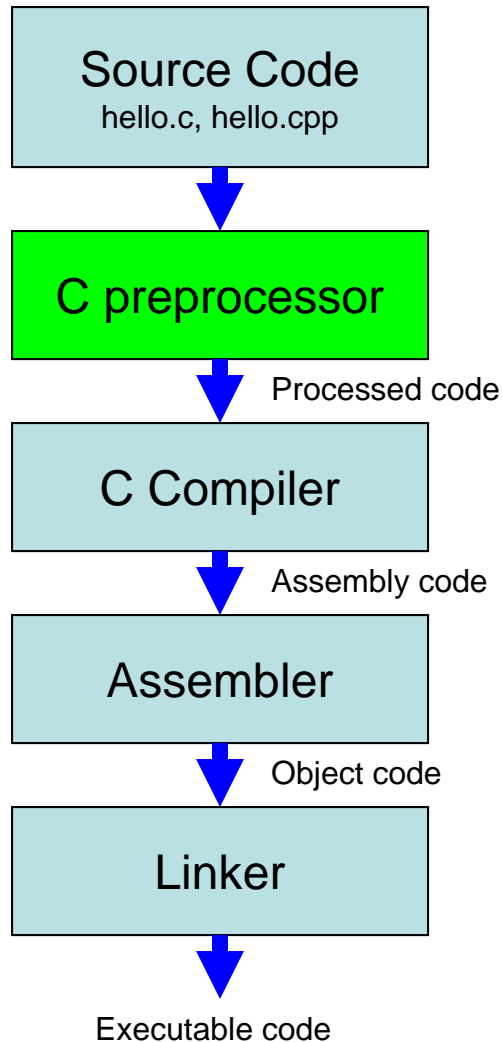 Source Code
hello.c, hello.cpp
C preprocessor
Processed code
C Compiler
Assembly code
Assembler
Object code
Linker
Executable code